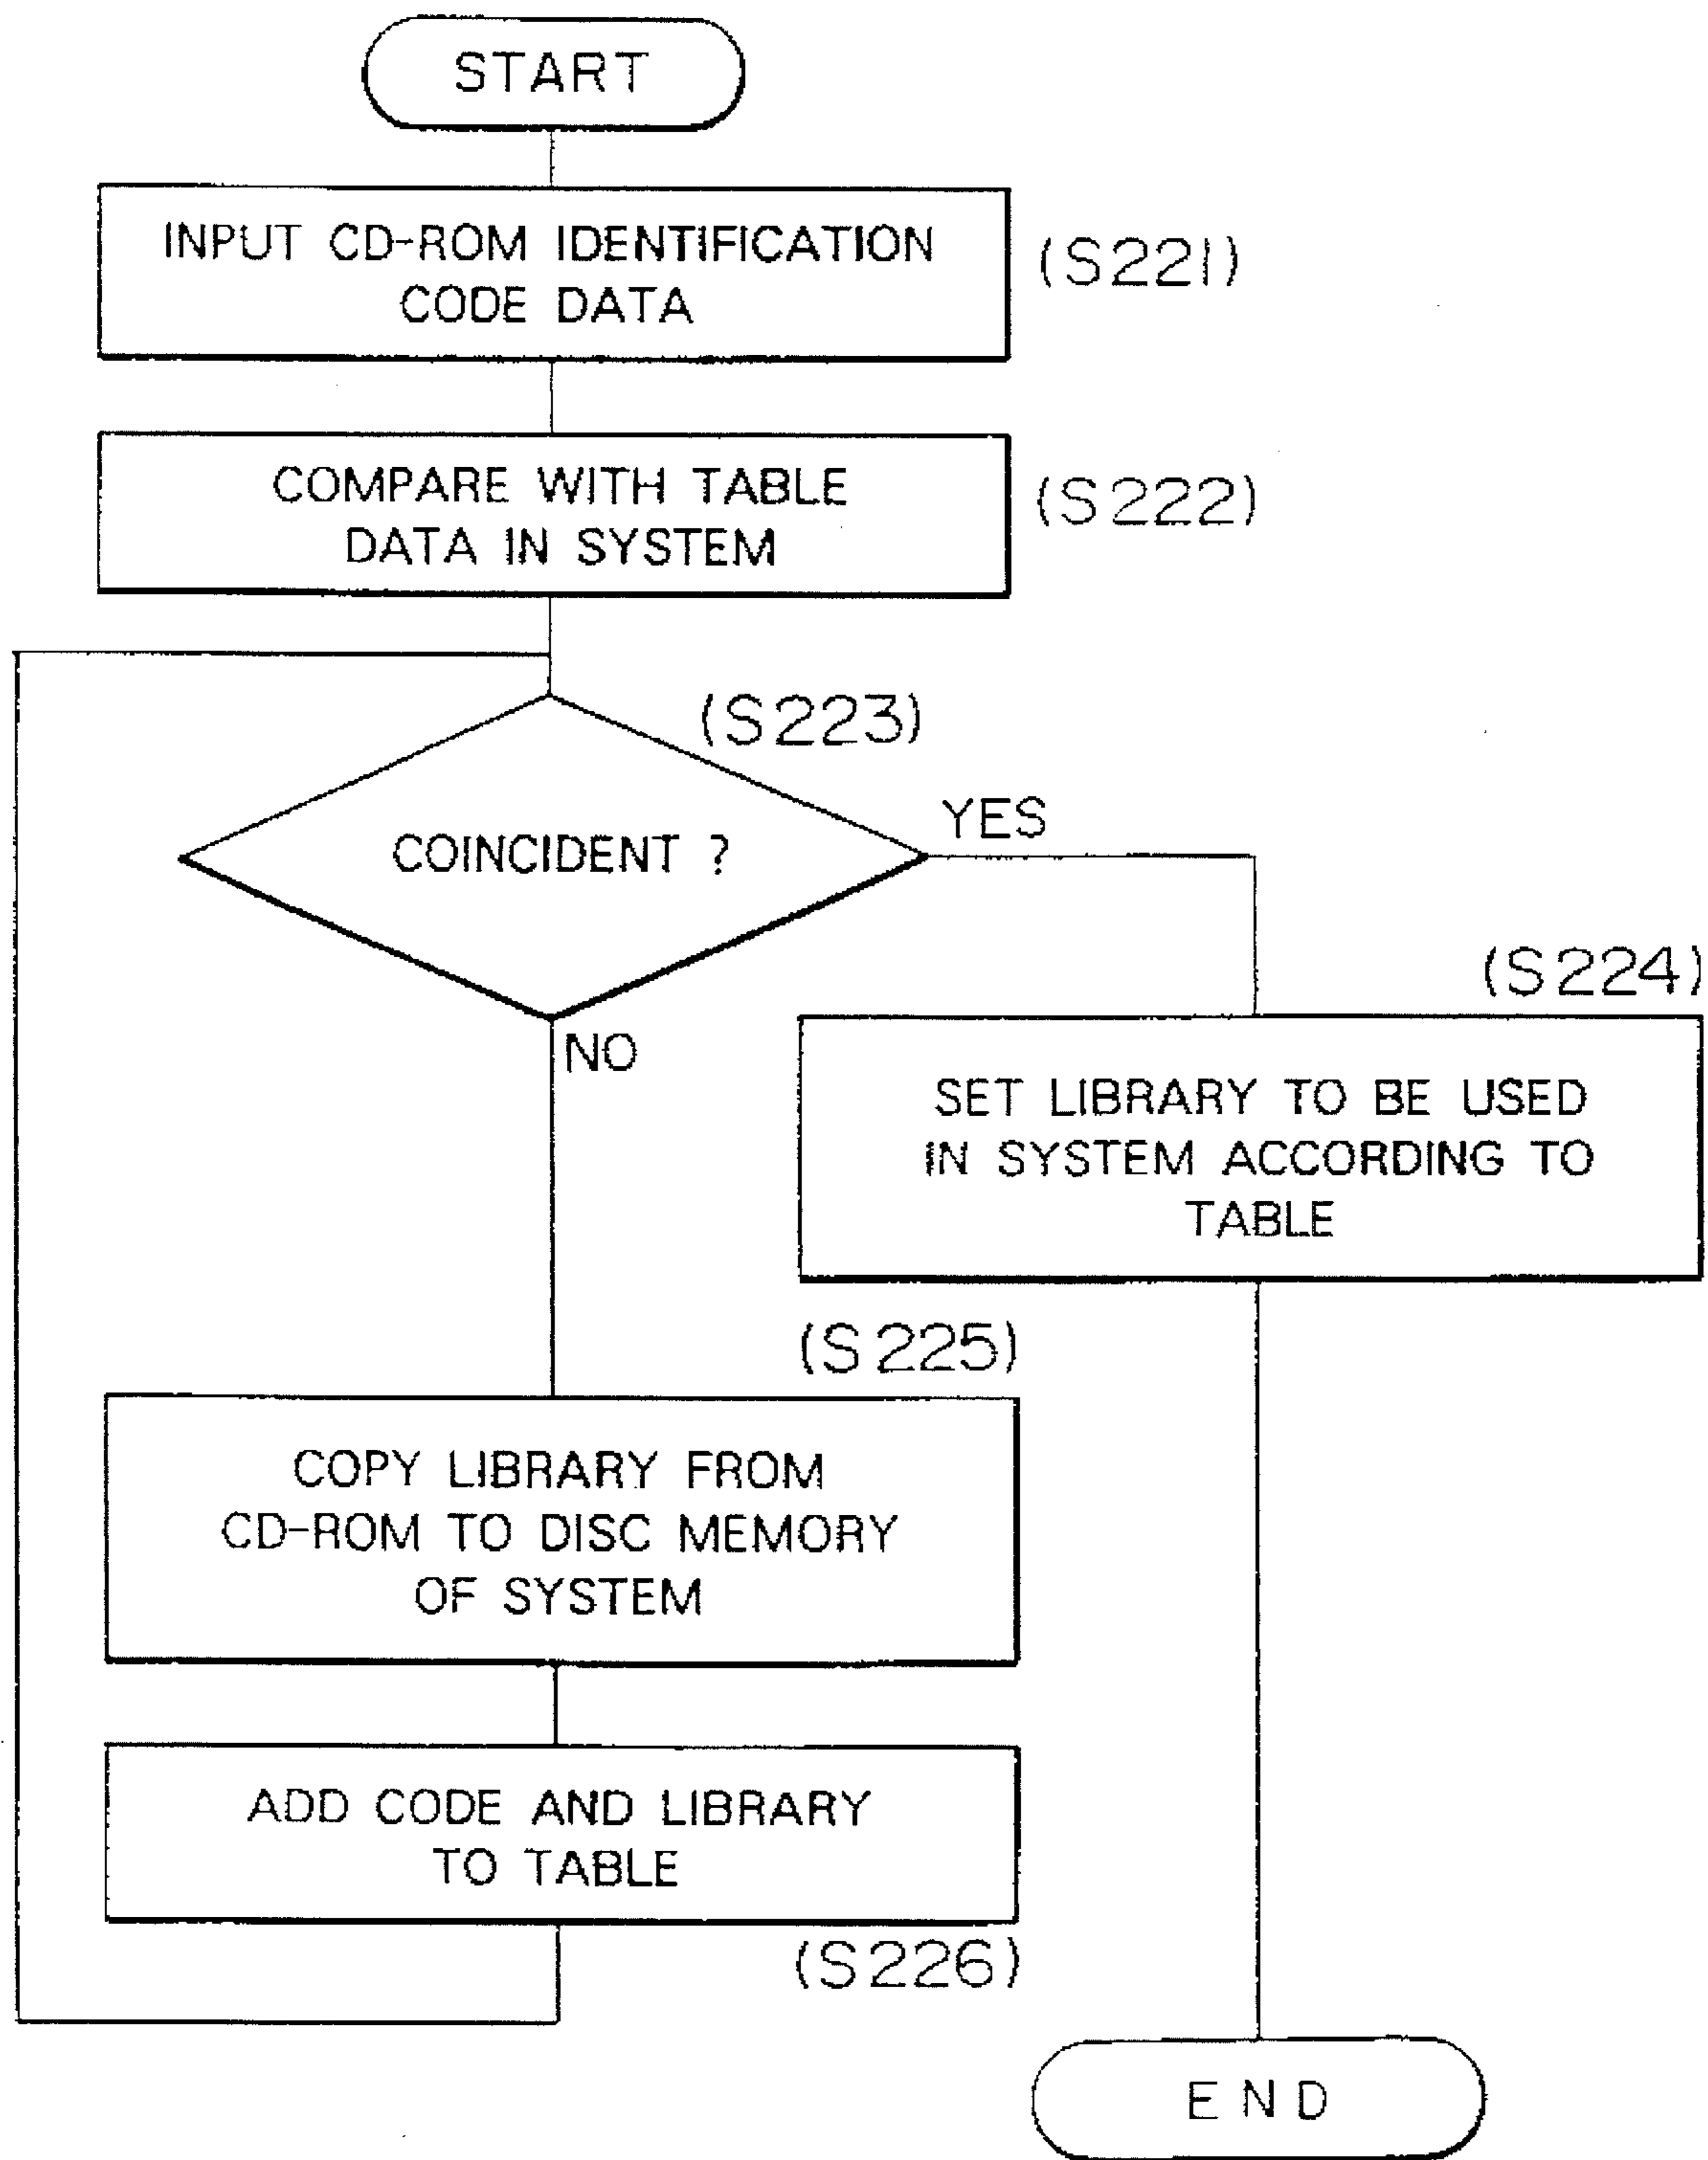 START
INPUT CD-ROM IDENTIFICATION
CODE DATA
(S221)
COMPARE WITH TABLE
DATA IN SYSTEM
(S222)
(S223)
COINCIDENT ?
YES
NO
(S224)
SET LIBRARY TO BE USED
IN SYSTEM ACCORDING TO
TABLE
(S225)
COPY LIBRARY FROM
CD-ROM TO DISC MEMORY
OF SYSTEM
ADD CODE AND LIBRARY
TO TABLE
(S226)
END